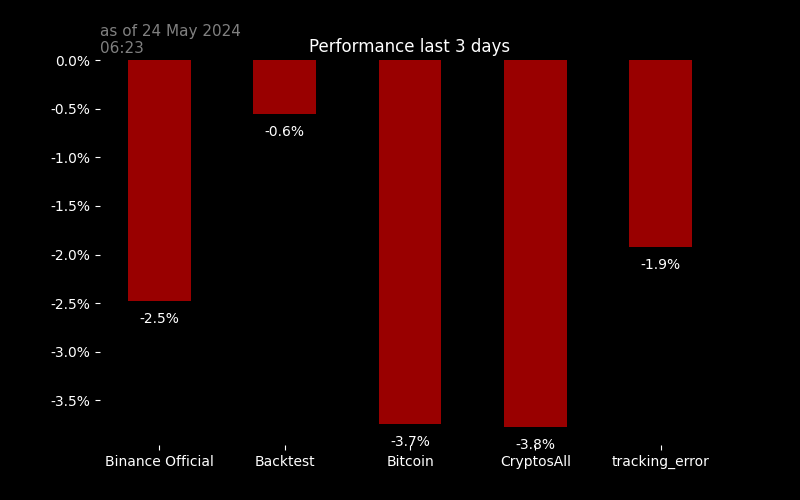 as of 24 May 2024
06:23
Performance last 3 days
0.0%
-0.5%
-1.0%
-1.5%
-2.0%
-2.5%
-3.0%
-3.5%
-2.5%
-0.6%
-3.7%
-3.8%
-1.9%
Binance Official
Backtest
Bitcoin
CryptosAll
tracking_error